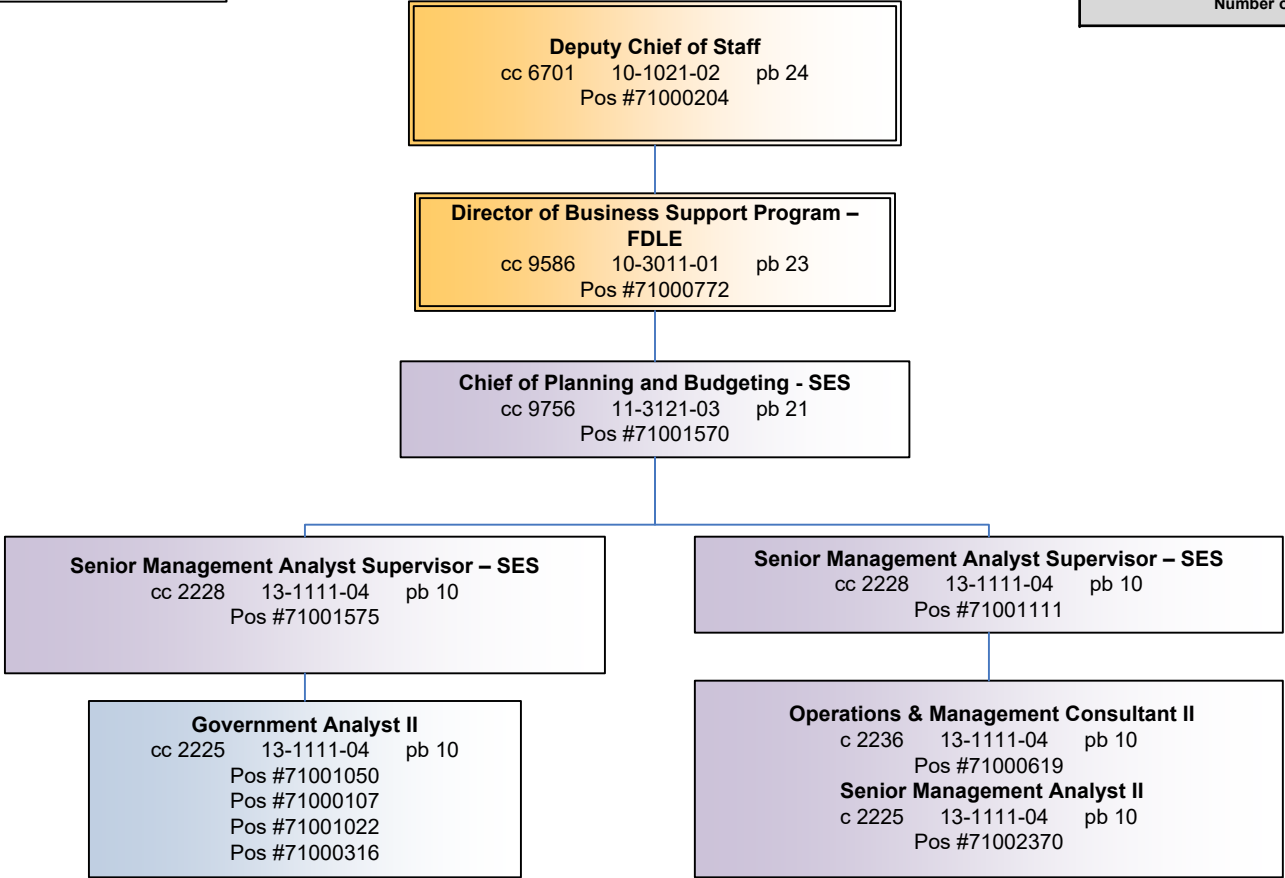 Number o
Deputy Chief of Staff
cc 6701 10-1021-02 pb 24
Pos #71000204
Director of Business Support Program –
FDLE
cc 9586 10-3011-01 pb 23
Pos #71000772
Chief of Planning and Budgeting - SES
cc 9756 11-3121-03 pb 21
Pos #71001570
Senior Management Analyst Supervisor – SES
cc 2228 13-1111-04 pb 10
Pos #71001575
Senior Management Analyst Supervisor – SES
cc 2228 13-1111-04 pb 10
Pos #71001111
Government Analyst II
cc 2225 13-1111-04 pb 10
Pos #71001050
Pos #71000107
Pos #71001022
Pos #71000316
Operations & Management Consultant II
c 2236 13-1111-04 pb 10
Pos #71000619
Senior Management Analyst II
c 2225 13-1111-04 pb 10
Pos #71002370